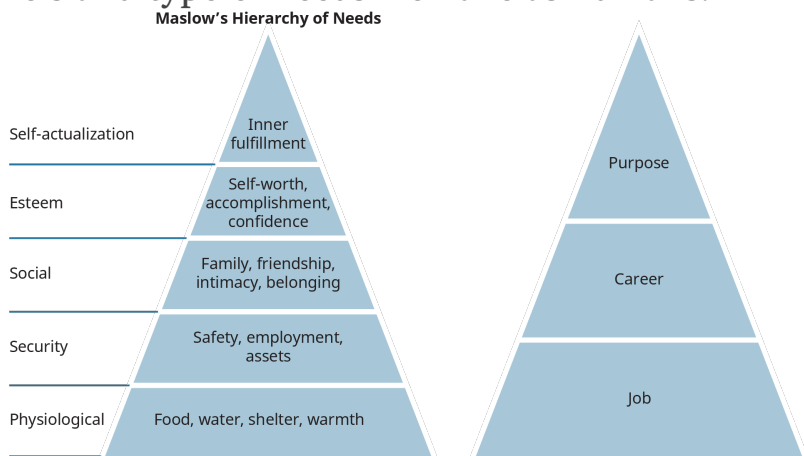 Maslow’s Hierarchy of Needs
Self-actualization
Inner
fulfillment
Esteem
Self-worth,
accomplishment,
confidence
Social
Family, friendship,
intimacy, belonging
Security
Safety, employment,
assets
Physiological
Food, water, shelter, warmth
Purpose
Career
Job